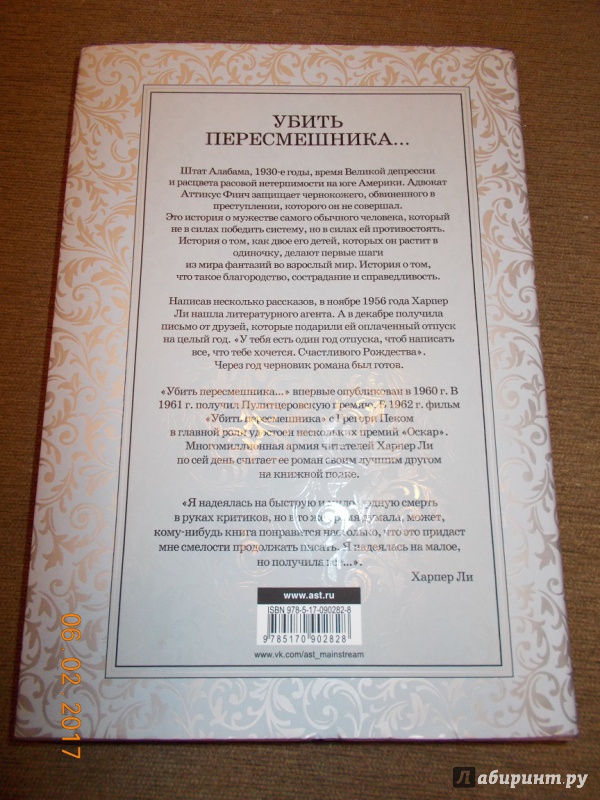 УБИТЬ
ПЕРЕСМЕШНИКА...
Штат Алабама, 1930-е годы, время Великой депрессии
и расцвета расовой нетерпимости на юге Америки. Адвокат
Аттикус Финч защищает чернокожего, обвиненного в
преступлении, которого он не совершал.
Это история о мужестве самого обычного человека, который
не в силах победить систему, но в силах ей противостоять.
История о том, как двое его детей, которых он растит в
одиночку, делают первые шаги
из мира фантазий во взрослый мир. История о том,
что такое благородство, сострадание и справедливость.
Написав несколько рассказов, в ноябре 1956 года Харпер
Ли нашла литературного агента. А в декабре получила
письмо от друзей, которые подарили ей оплаченный отпуск
на целый год. «У тебя есть один год отпуска, чтоб написать
все, что тебе хочется. Счастливого Рождества».
Через год черновик романа был готов.
«Убить пересмешника...» впервые опубликован в 1960 г. В
1961 г. получил Пулитцеровскую премию. В 1962 г. фильм
«Убить пересмешника» с Грегори Пеком
в главной роли удостоен нескольких премий «Оскар».
Многомиллионная армия читателей Харпер Ли
по сей день считает ее роман своим лучшим другом
на книжной полке.
«Я надеялась на быструю и смерть
в руках критиков, но в то же думала, может,
кому-нибудь книга понравится настолько, что это придаст
мне смелости продолжать писать. Я надеялась на малое,
но получила
Харпер Ли
www.ast.ru
ISBN 978-5-17-090282-8
9 785170 902828
www.vk.com/ast_mainstream
06 02 2017
Лабиринт.ру